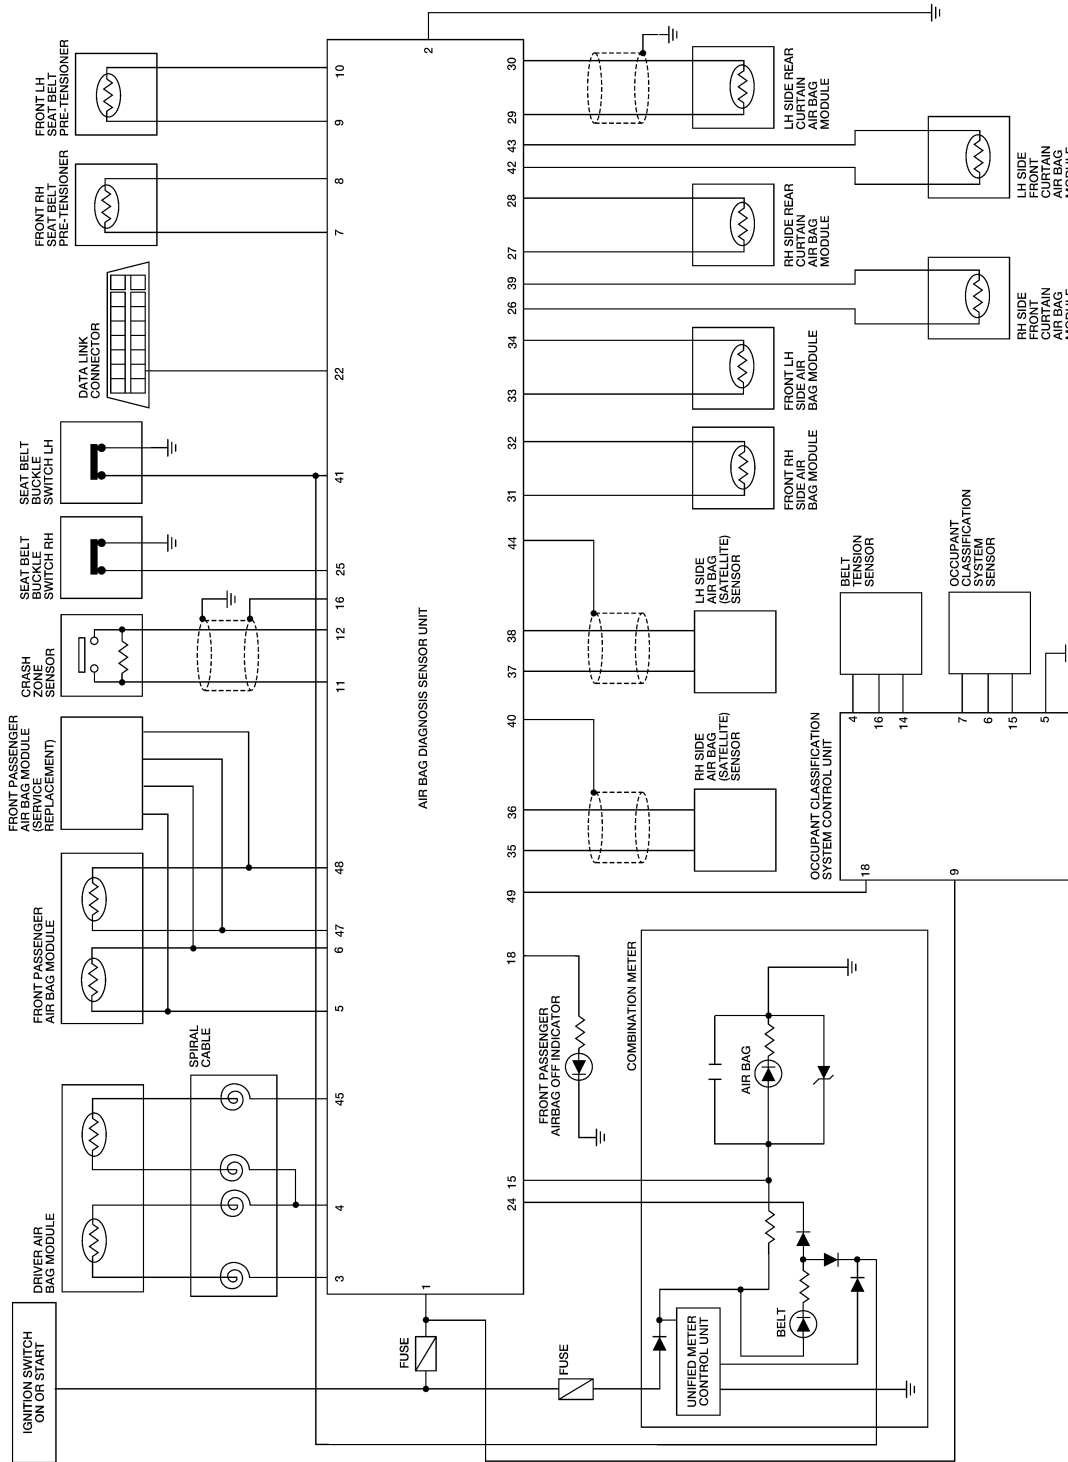 FRONT LH
SEAT BELT
PRE-TENSIONER
10
9
FRONT RH
SEAT BELT
PRE-TENSIONER
8
7
DATA LINK
CONNECTOR
22
SEAT BELT
BUCKLE
SWITCH LH
41
SEAT BELT
BUCKLE
SWITCH RH
25
16
CRASH
ZONE
SENSOR
12
11
FRONT PASSENGER
AIR BAG MODULE
(SERVICE
REPLACEMENT)
FRONT PASSENGER
AIR BAG MODULE
48
47
6
5
SPIRAL
CABLE
DRIVER AIR
BAG MODULE
45
4
3
IGNITION SWITCH
ON OR START
FUSE
FUSE
1
2
AIR BAG DIAGNOSIS SENSOR UNIT
30
29
LH SIDE REAR
CURTAIN
AIR BAG
MODULE
43
42
LH SIDE
FRONT
CURTAIN
AIR BAG
28
27
RH SIDE REAR
CURTAIN
AIR BAG
MODULE
39
26
RH SIDE
FRONT
CURTAIN
AIR BAG
34
33
FRONT LH
SIDE AIR
BAG MODULE
32
31
FRONT RH
SIDE AIR
BAG MODULE
44
38
37
LH SIDE
AIR BAG
(SATELLITE)
SENSOR
40
36
35
RH SIDE
AIR BAG
(SATELLITE)
SENSOR
BELT
TENSION
SENSOR
OCCUPANT
CLASSIFICATION
SYSTEM
SENSOR
4
16
14
7
6
15
5
OCCUPANT CLASSIFICATION
SYSTEM CONTROL UNIT
18
9
49
18
FRONT PASSENGER
AIRBAG OFF INDICATOR
COMBINATION METER
AIR BAG
15
24
BELT
UNIFIED METER
CONTROL UNIT